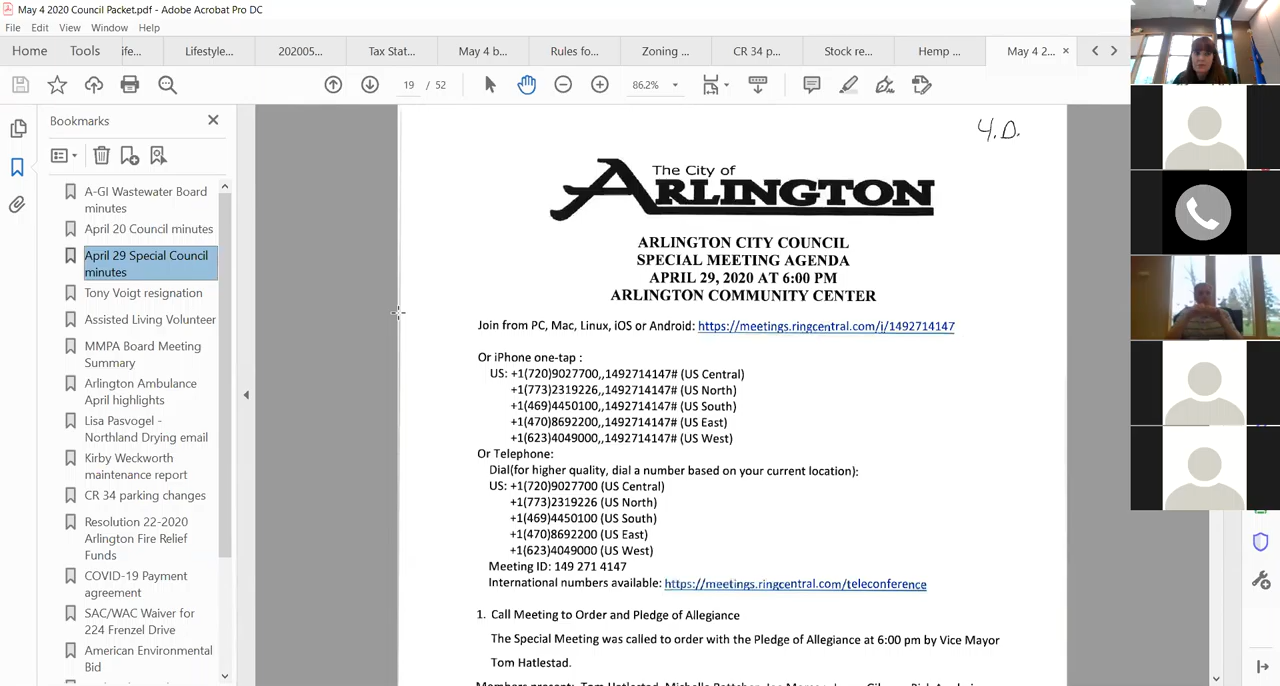 May 4 2020 Council Packet.pdf - Adobe Acrobat Pro DC
File Edit View Window Help
Home Tools ife... Lifestyle... 202005... Tax Stat... May 4 b... Rules fo... Zoning ... CR 34 p... Stock re... Hemp ... May 4 2... ×
19 / 52 86.2%
Bookmarks
A-GI Wastewater Board
minutes
April 20 Council minutes
April 29 Special Council
minutes
Tony Voigt resignation
Assisted Living Volunteer
MMPA Board Meeting
Summary
Arlington Ambulance
April highlights
Lisa Pasvogel -
Northland Drying email
Kirby Weckworth
maintenance report
CR 34 parking changes
Resolution 22-2020
Arlington Fire Relief
Funds
COVID-19 Payment
agreement
SAC/WAC Waiver for
224 Frenzel Drive
American Environmental
Bid
4.D.
The City of
ARLINGTON
ARLINGTON CITY COUNCIL
SPECIAL MEETING AGENDA
APRIL 29, 2020 AT 6:00 PM
ARLINGTON COMMUNITY CENTER
Join from PC, Mac, Linux, iOS or Android: https://meetings.ringcentral.com/j/1492714147
Or iPhone one-tap :
US: +1(720)9027700,,1492714147# (US Central)
+1(773)2319226,,1492714147# (US North)
+1(469)4450100,,1492714147# (US South)
+1(470)8692200,,1492714147# (US East)
+1(623)4049000,,1492714147# (US West)
Or Telephone:
Dial(for higher quality, dial a number based on your current location):
US: +1(720)9027700 (US Central)
+1(773)2319226 (US North)
+1(469)4450100 (US South)
+1(470)8692200 (US East)
+1(623)4049000 (US West)
Meeting ID: 149 271 4147
International numbers available: https://meetings.ringcentral.com/teleconference
1. Call Meeting to Order and Pledge of Allegiance
The Special Meeting was called to order with the Pledge of Allegiance at 6:00 pm by Vice Mayor
Tom Hatlestad.
Members present: Tom Hatlestad, Michelle